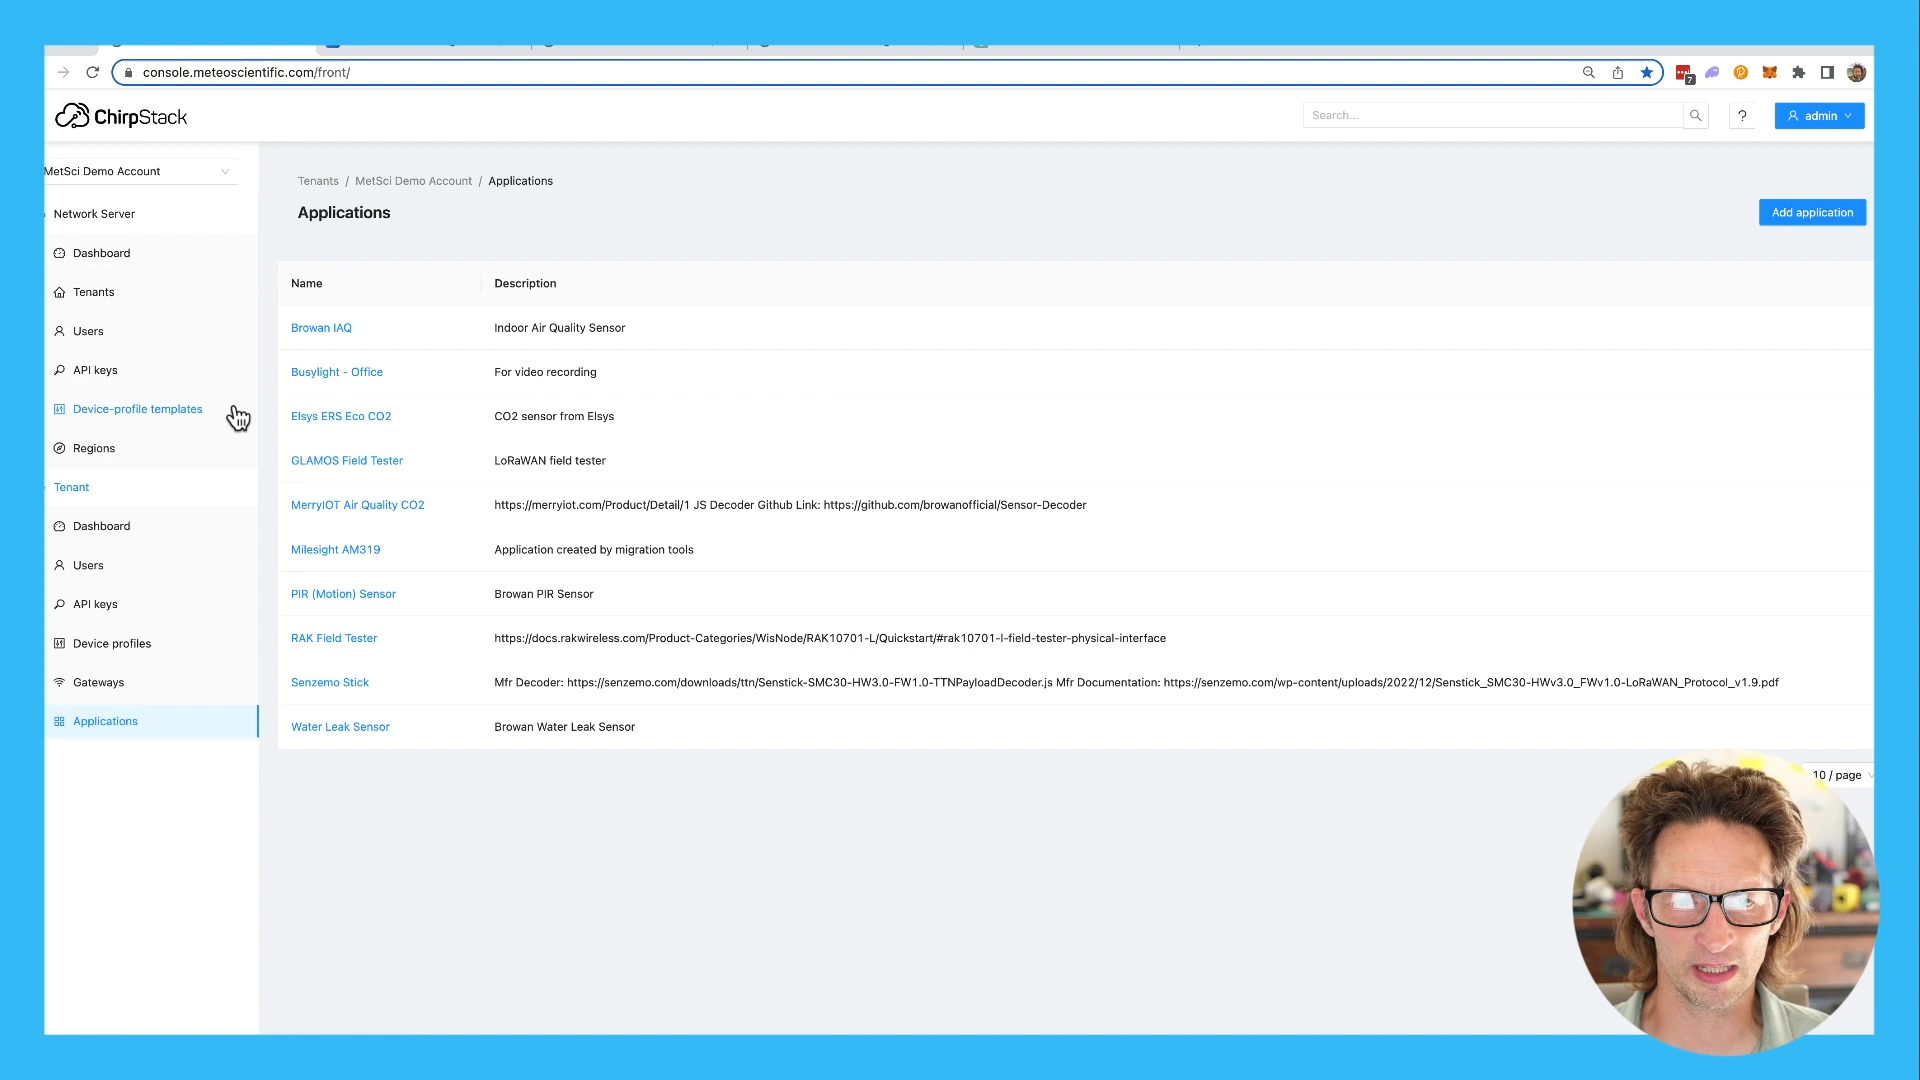 console.meteoscientific.com/front/
7
ChirpStack
Search...
?
admin
MetSci Demo Account
Network Server
Dashboard
Tenants
Users
API keys
Device-profile templates
Regions
Tenant
Dashboard
Users
API keys
Device profiles
Gateways
Applications
Tenants / MetSci Demo Account / Applications
Applications
Add application
Name Description
Browan IAQ Indoor Air Quality Sensor
Busylight - Office For video recording
Elsys ERS Eco CO2 CO2 sensor from Elsys
GLAMOS Field Tester LoRaWAN field tester
MerryIOT Air Quality CO2 https://merryiot.com/Product/Detail/1 JS Decoder Github Link: https://github.com/browanofficial/Sensor-Decoder
Milesight AM319 Application created by migration tools
PIR (Motion) Sensor Browan PIR Sensor
RAK Field Tester https://docs.rakwireless.com/Product-Categories/WisNode/RAK10701-L/Quickstart/#rak10701-l-field-tester-physical-interface
Senzemo Stick Mfr Decoder: https://senzemo.com/downloads/ttn/Senstick-SMC30-HW3.0-FW1.0-TTNPayloadDecoder.js Mfr Documentation: https://senzemo.com/wp-content/uploads/2022/12/Senstick_SMC30-HWv3.0_FWv1.0-LoRaWAN_Protocol_v1.9.pdf
Water Leak Sensor Browan Water Leak Sensor
10 / page